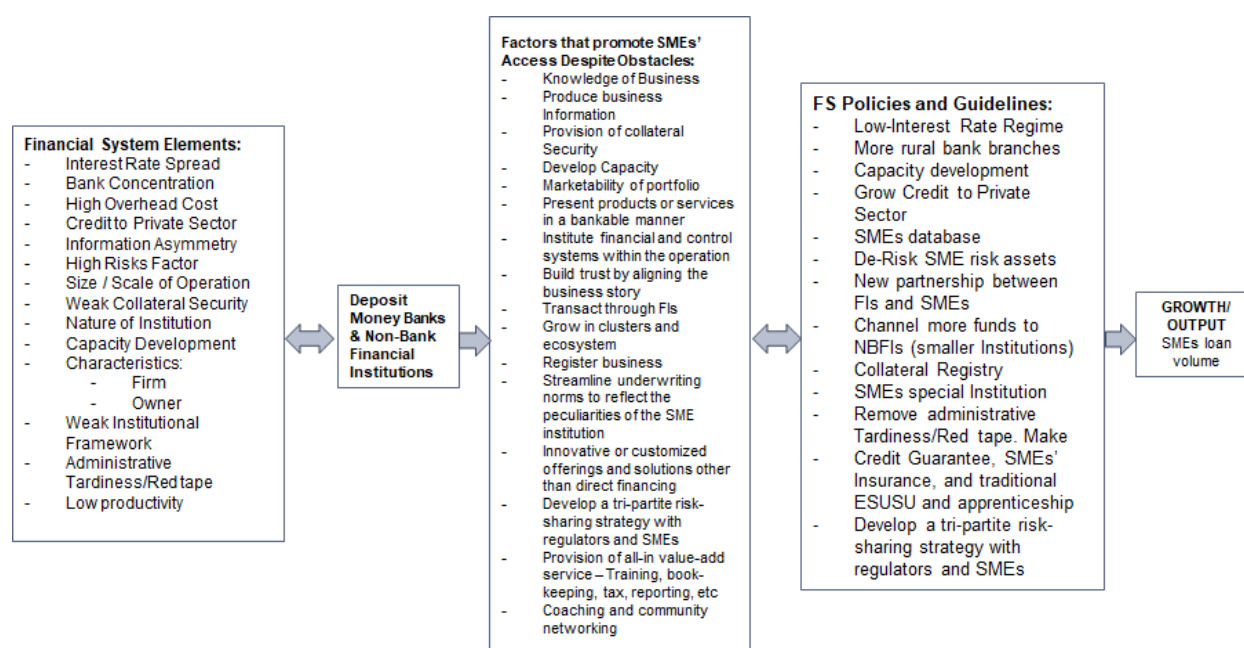 Financial System Elements:
- Interest Rate Spread
- Bank Concentration
- High Overhead Cost
- Credit to Private Sector
- Information Asymmetry
- High Risks Factor
- Size / Scale of Operation
- Weak Collateral Security
- Nature of Institution
- Capacity Development
- Characteristics:
- Firm
- Owner
- Weak Institutional
Framework
- Administrative
Tardiness/Red tape
- Low productivity
Deposit
Money Banks
& Non-Bank
Financial
Institutions
Factors that promote SMEs'
Access Despite Obstacles:
- Knowledge of Business
- Produce business
Information
- Provision of collateral
Security
- Develop Capacity
- Marketability of portfolio
- Present products or services
in a bankable manner
- Institute financial and control
systems within the operation
- Build trust by aligning the
business story
- Transact through FIs
- Grow in clusters and
ecosystem
- Register business
- Streamline underwriting
norms to reflect the
peculiarities of the SME
institution
- Innovative or customized
offerings and solutions other
than direct financing
- Develop a tri-partite risk-
sharing strategy with
regulators and SMEs
- Provision of all-in value-add
service – Training, book-
keeping, tax, reporting, etc
- Coaching and community
networking
FS Policies and Guidelines:
- Low-Interest Rate Regime
- More rural bank branches
- Capacity development
- Grow Credit to Private
Sector
- SMEs database
- De-Risk SME risk assets
- New partnership between
FIs and SMEs
- Channel more funds to
NBFIs (smaller Institutions)
- Collateral Registry
- SMEs special Institution
- Remove administrative
Tardiness/Red tape. Make
- Credit Guarantee, SMEs'
Insurance, and traditional
ESUSU and apprenticeship
- Develop a tri-partite risk-
sharing strategy with
regulators and SMEs
GROWTH/
OUTPUT
SMEs loan
volume